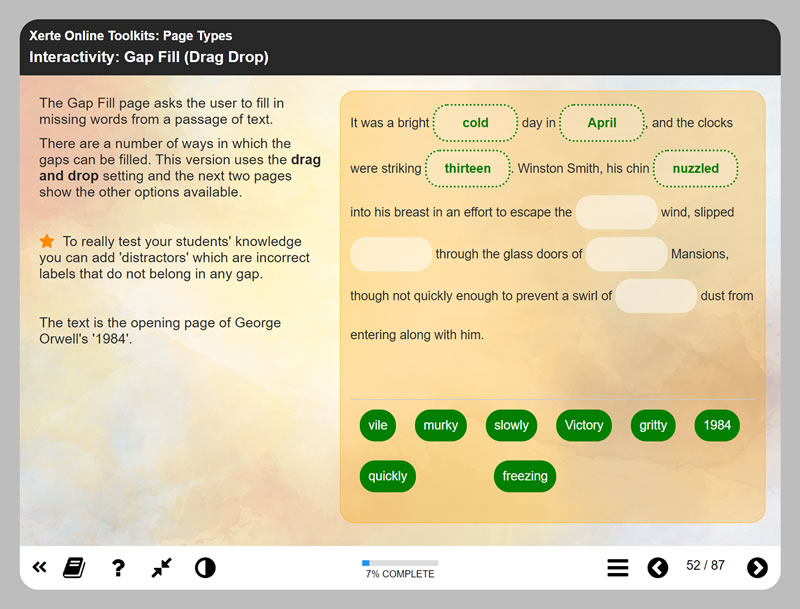 Xerte Online Toolkits: Page Types
Interactivity: Gap Fill (Drag Drop)
The Gap Fill page asks the user to fill in
missing words from a passage of text.
There are a number of ways in which the
gaps can be filled. This version uses the drag
and drop setting and the next two pages
show the other options available.
To really test your students' knowledge
you can add 'distractors' which are incorrect
labels that do not belong in any gap.
The text is the opening page of George
Orwell's '1984'.
It was a bright cold day in April, and the clocks
were striking thirteen. Winston Smith, his chin nuzzled
into his breast in an effort to escape the wind, slipped
through the glass doors of Mansions,
though not quickly enough to prevent a swirl of dust from
entering along with him.
vile murky slowly Victory gritty 1984
quickly freezing
? 7% COMPLETE 52 / 87